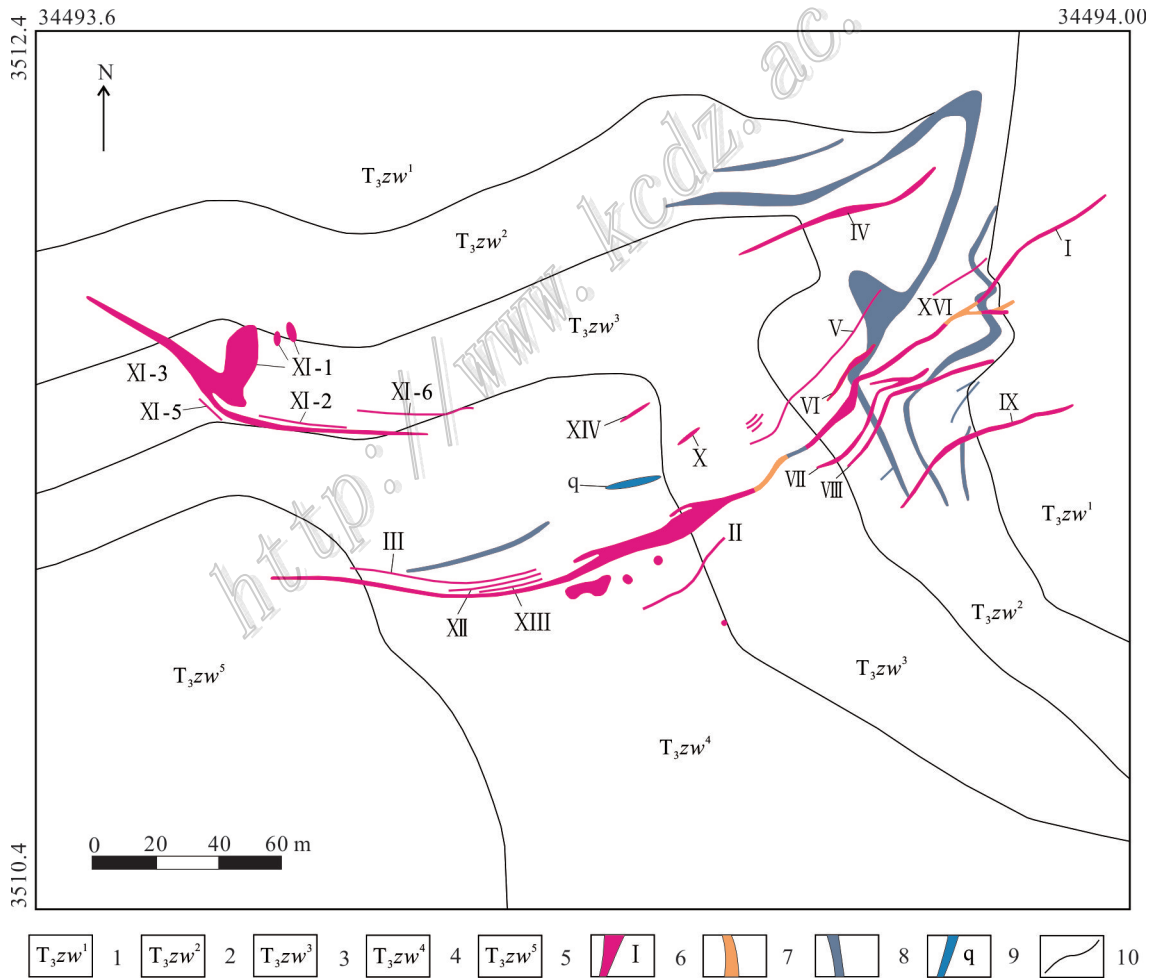 34493.6
34494.00
3512.4
N
http://www.kcdz.ac.
T₃zw¹
T₃zw²
IV
I
T₃zw³
V
XVI
XI-3
XI-1
XI-5
XI-2
XI-6
VI
IX
XIV
X
q
VII
VIII
T₃zw¹
II
III
XII
XIII
T₃zw²
T₃zw³
T₃zw⁵
T₃zw⁴
3510.4
0 20 40 60 m
T₃zw¹ 1 T₃zw² 2 T₃zw³ 3 T₃zw⁴ 4 T₃zw⁵ 5 I 6 7 8 q 9 10